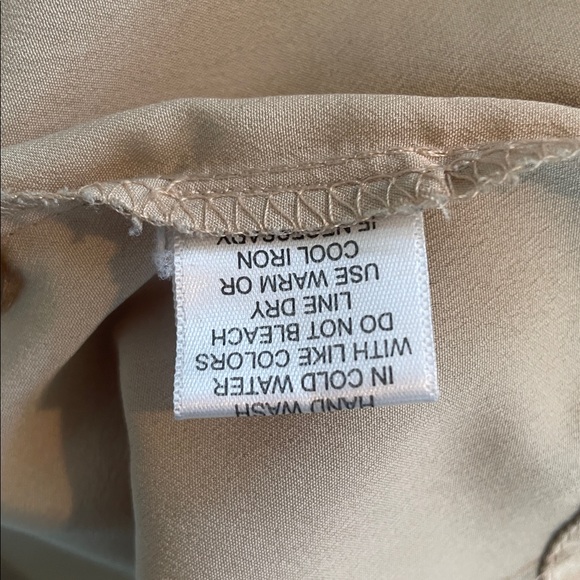 HAND WASH
IN COLD WATER
WITH LIKE COLORS
DO NOT BLEACH
LINE DRY
USE WARM OR
COOL IRON
IF NECESSARY